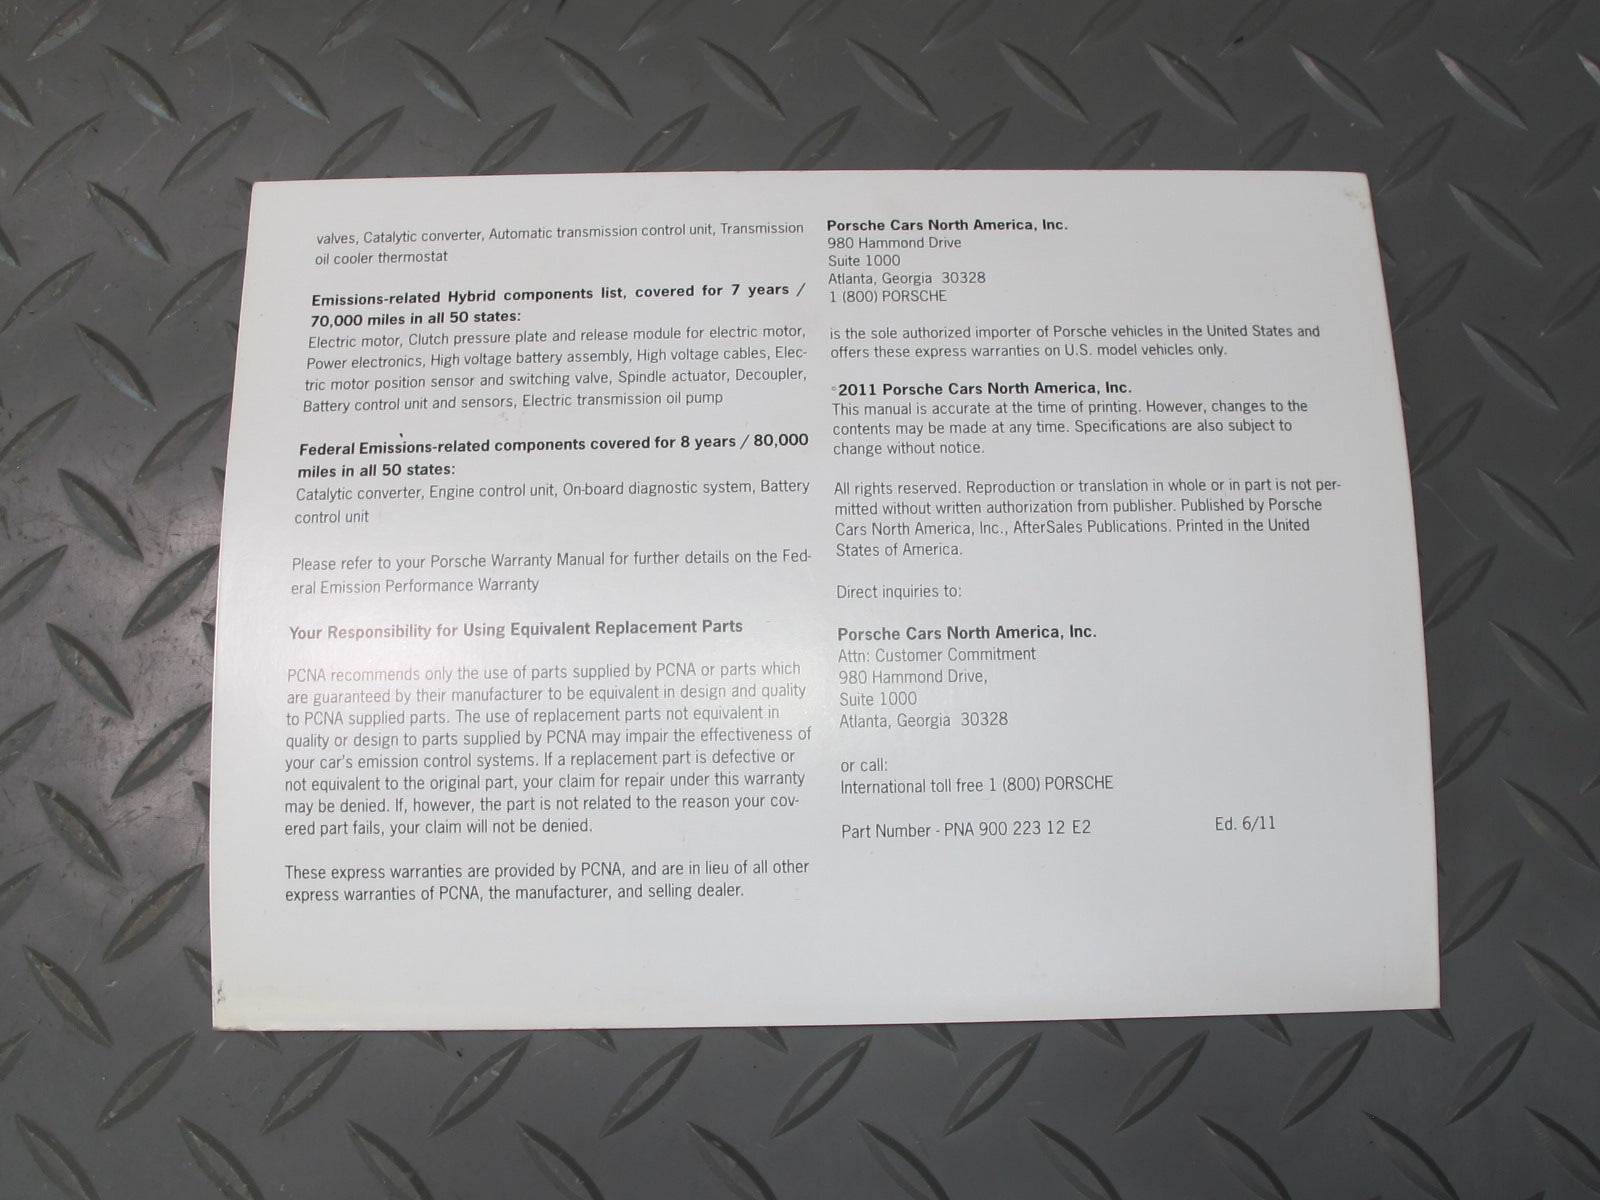 valves, Catalytic converter, Automatic transmission control unit, Transmission
oil cooler thermostat
Emissions-related Hybrid components list, covered for 7 years /
70,000 miles in all 50 states:
Electric motor, Clutch pressure plate and release module for electric motor,
Power electronics, High voltage battery assembly, High voltage cables, Elec-
tric motor position sensor and switching valve, Spindle actuator, Decoupler,
Battery control unit and sensors, Electric transmission oil pump
Federal Emissions-related components covered for 8 years / 80,000
miles in all 50 states:
Catalytic converter, Engine control unit, On-board diagnostic system, Battery
control unit
Please refer to your Porsche Warranty Manual for further details on the Fed-
eral Emission Performance Warranty
Your Responsibility for Using Equivalent Replacement Parts
PCNA recommends only the use of parts supplied by PCNA or parts which
are guaranteed by their manufacturer to be equivalent in design and quality
to PCNA supplied parts. The use of replacement parts not equivalent in
quality or design to parts supplied by PCNA may impair the effectiveness of
your car's emission control systems. If a replacement part is defective or
not equivalent to the original part, your claim for repair under this warranty
may be denied. If, however, the part is not related to the reason your cov-
ered part fails, your claim will not be denied.
These express warranties are provided by PCNA, and are in lieu of all other
express warranties of PCNA, the manufacturer, and selling dealer.
Porsche Cars North America, Inc.
980 Hammond Drive
Suite 1000
Atlanta, Georgia 30328
1 (800) PORSCHE
is the sole authorized importer of Porsche vehicles in the United States and
offers these express warranties on U.S. model vehicles only.
©2011 Porsche Cars North America, Inc.
This manual is accurate at the time of printing. However, changes to the
contents may be made at any time. Specifications are also subject to
change without notice.
All rights reserved. Reproduction or translation in whole or in part is not per-
mitted without written authorization from publisher. Published by Porsche
Cars North America, Inc., AfterSales Publications. Printed in the United
States of America.
Direct inquiries to:
Porsche Cars North America, Inc.
Attn: Customer Commitment
980 Hammond Drive,
Suite 1000
Atlanta, Georgia 30328
or call:
International toll free 1 (800) PORSCHE
Part Number - PNA 900 223 12 E2 Ed. 6/11